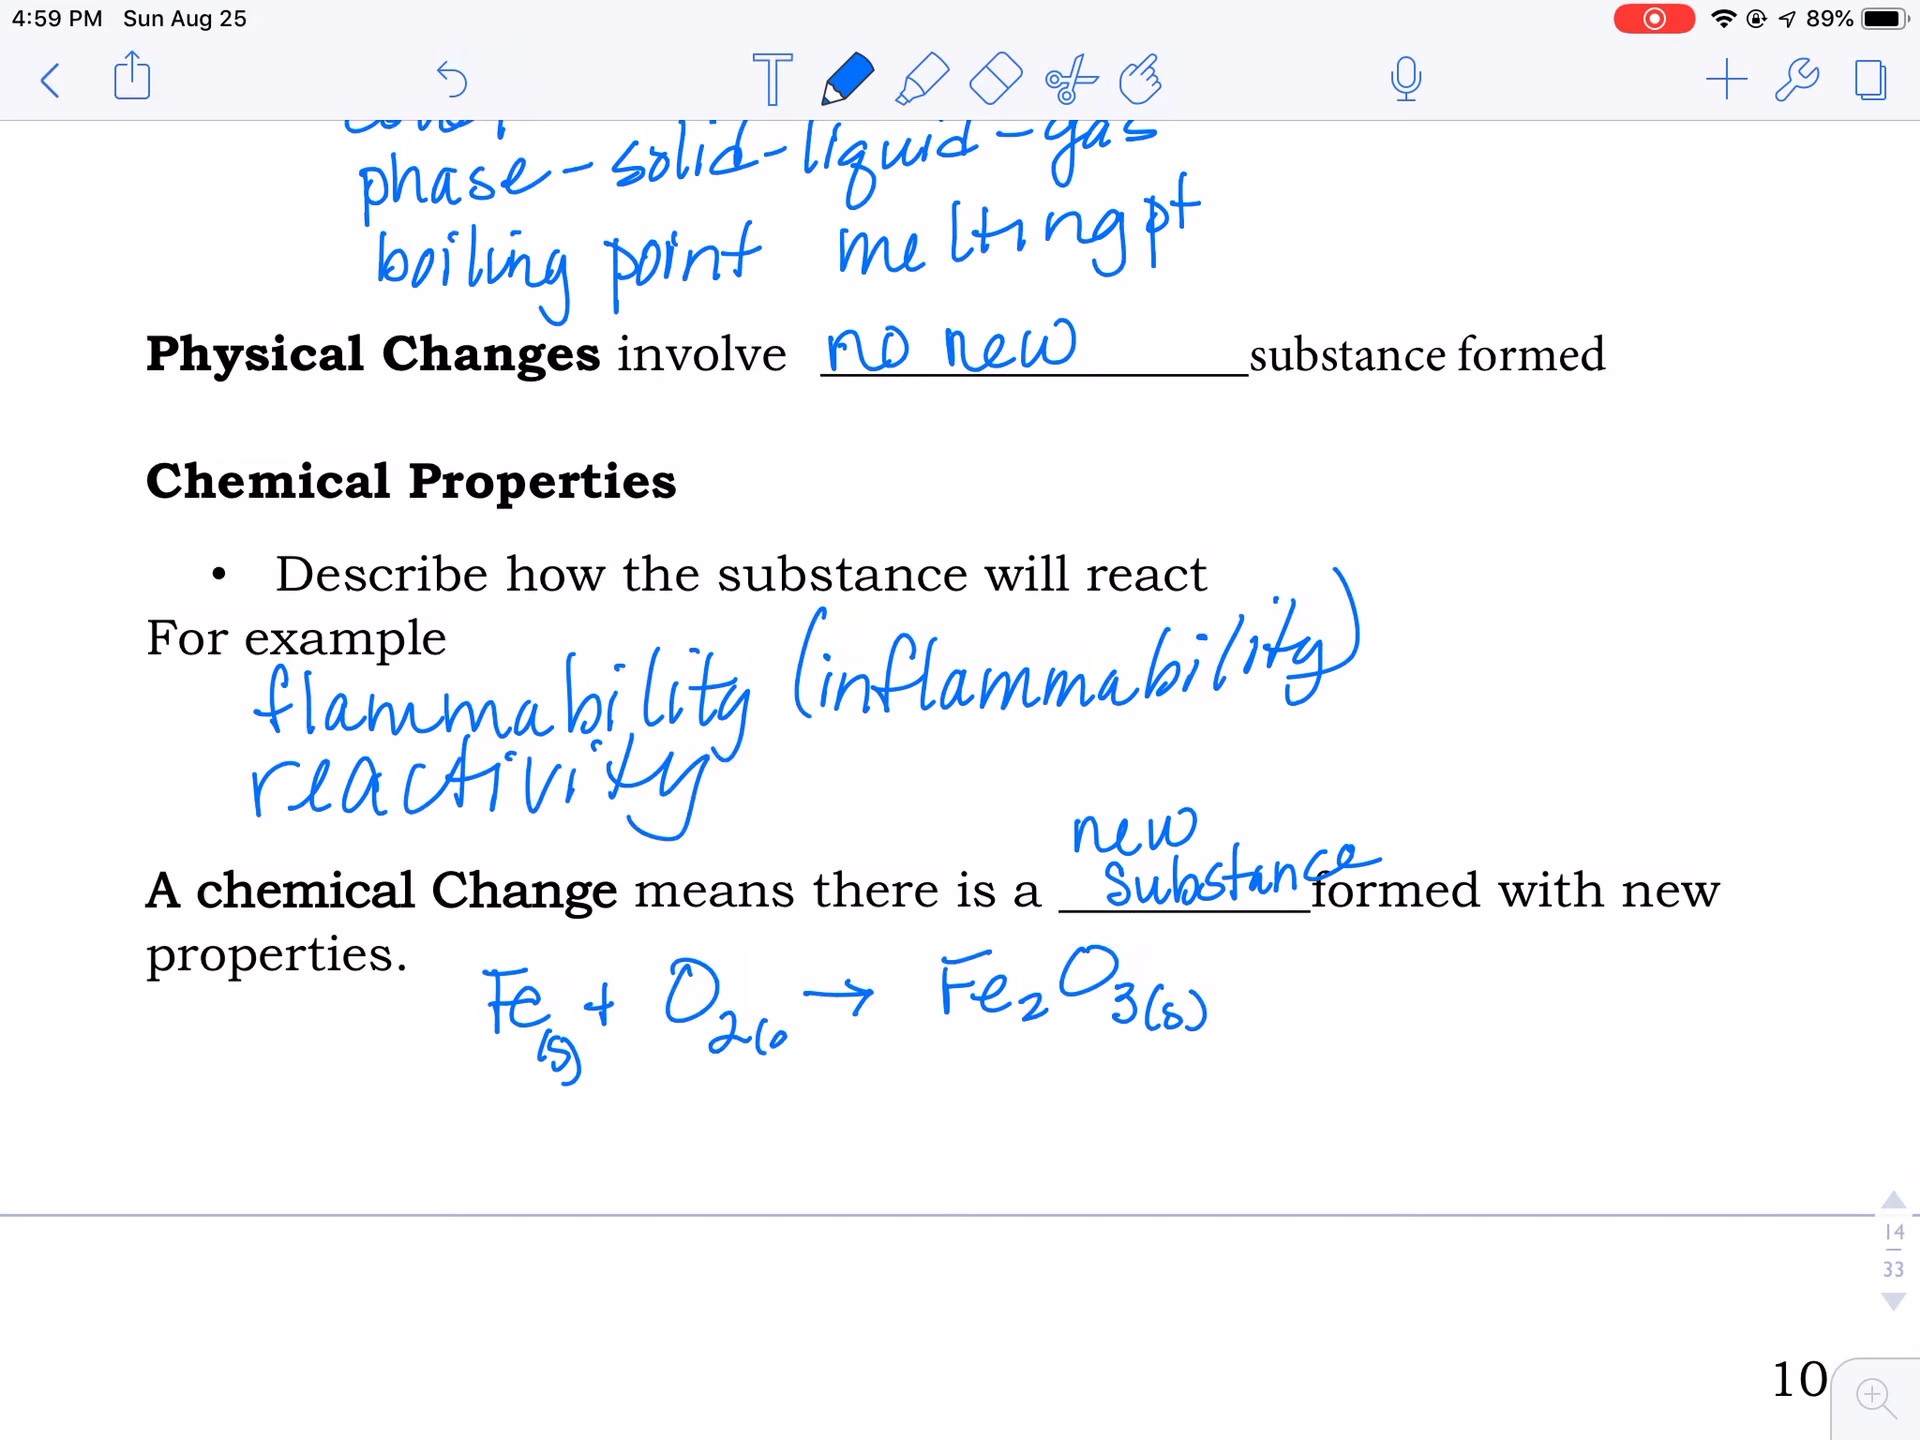 4:59 PM Sun Aug 25 89%
T
phase-solid-liquid-gas
boiling point melting pt
Physical Changes involve no new substance formed
Chemical Properties
• Describe how the substance will react
For example
flammability (inflammability)
reactivity
new
A chemical Change means there is a substance formed with new
properties.
Fe(s) + O2( → Fe2O3(s)
14
33
10